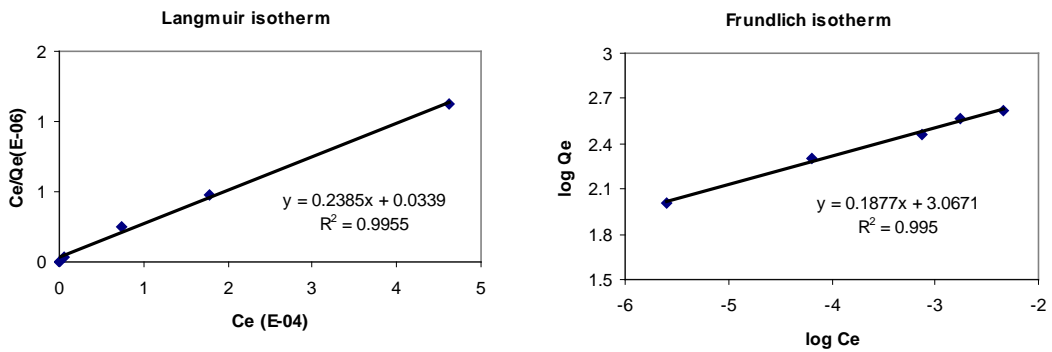 Langmuir isotherm
2
1
1
0
Ce/Qe(E-06)
y = 0.2385x + 0.0339
R² = 0.9955
0 1 2 3 4 5
Ce (E-04)
Frundlich isotherm
3
2.7
2.4
2.1
1.8
1.5
log Qe
y = 0.1877x + 3.0671
R² = 0.995
-6 -5 -4 -3 -2
log Ce